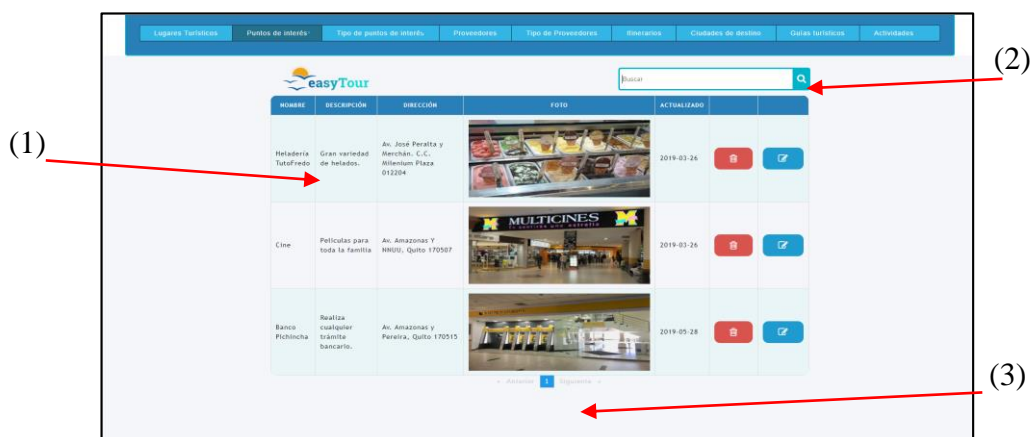 Lugares Turísticos Puntos de interés Tipo de puntos de interés Proveedores Tipo de Proveedores Itinerarios Ciudades de destino Guías turísticos Actividades
(2)
easyTour
Buscar
NOMBRE DESCRIPCIÓN DIRECCIÓN FOTO ACTUALIZADO
(1)
Heladería
TutoFredo
Gran variedad
de helados.
Av. José Peralta y
Merchán. C.C.
Milenium Plaza
012204
2019-03-26
MULTICINES
Cine
Películas para
toda la familia
Av. Amazonas Y
NNUU, Quito 170507
2019-03-26
Banco
Pichincha
Realiza
cualquier
trámite
bancario.
Av. Amazonas y
Pereira, Quito 170515
2019-05-28
« Anterior 1 Siguiente »
(3)